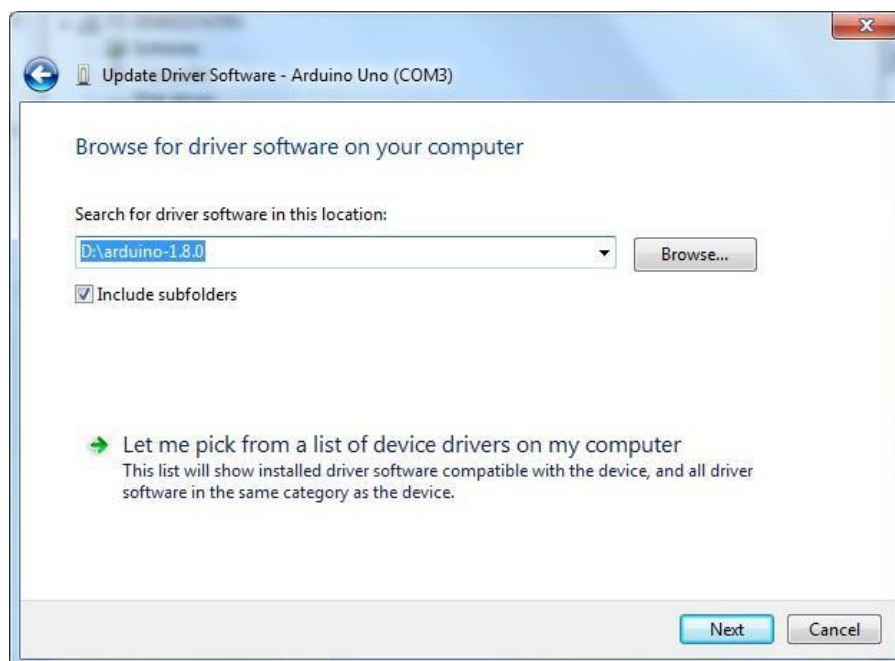 Update Driver Software - Arduino Uno (COM3)
Browse for driver software on your computer
Search for driver software in this location:
D:\arduino-1.8.0
Browse...
Include subfolders
Let me pick from a list of device drivers on my computer
This list will show installed driver software compatible with the device, and all driver
software in the same category as the device.
Next
Cancel